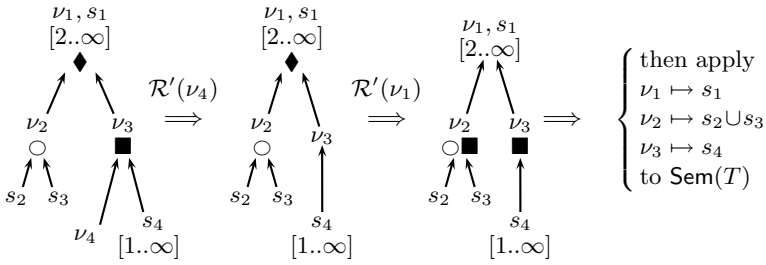 ν₁, s₁ ν₁, s₁ ν₁, s₁
[2..∞] [2..∞] [2..∞]
R′(ν₄) R′(ν₁)
⟹ ⟹ ⟹
ν₂ ν₃ ν₂ ν₃ ν₂ ν₃
s₂ s₃ s₂ s₃ s₂ s₃
ν₄ s₄ s₄ s₄
[1..∞] [1..∞] [1..∞]
then apply
ν₁ ↦ s₁
ν₂ ↦ s₂∪s₃
ν₃ ↦ s₄
to Sem(T)